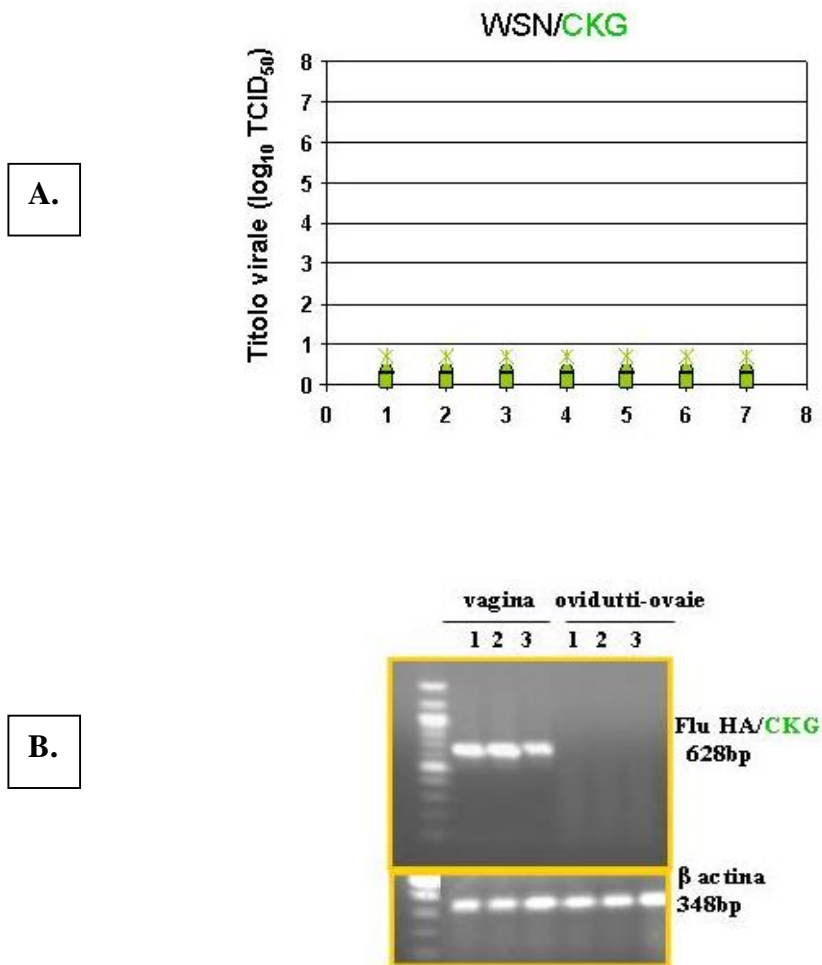 WSN/CKG
A.
Titolo virale (log10 TCID50)
8
7
6
5
4
3
2
1
0
0 1 2 3 4 5 6 7 8
vagina ovidutti-ovaie
1 2 3 1 2 3
B.
Flu HA/CKG
628bp
β actina
348bp